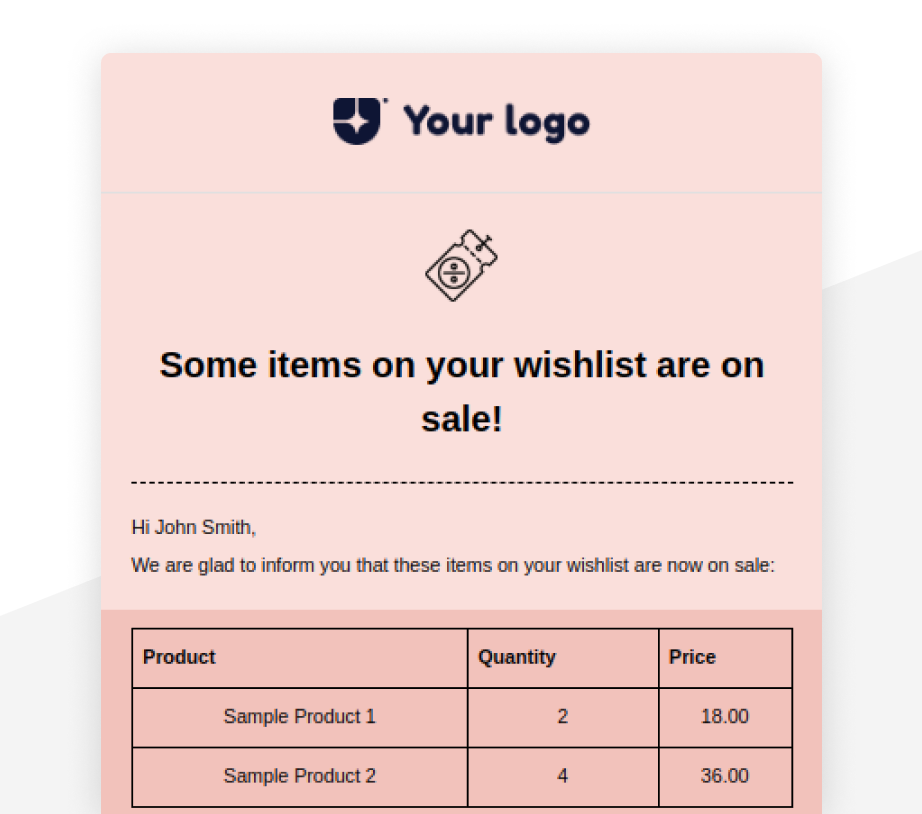 Your logo
Some items on your wishlist are on
sale!
Hi John Smith,
We are glad to inform you that these items on your wishlist are now on sale:
Product Quantity Price
Sample Product 1 2 18.00
Sample Product 2 4 36.00